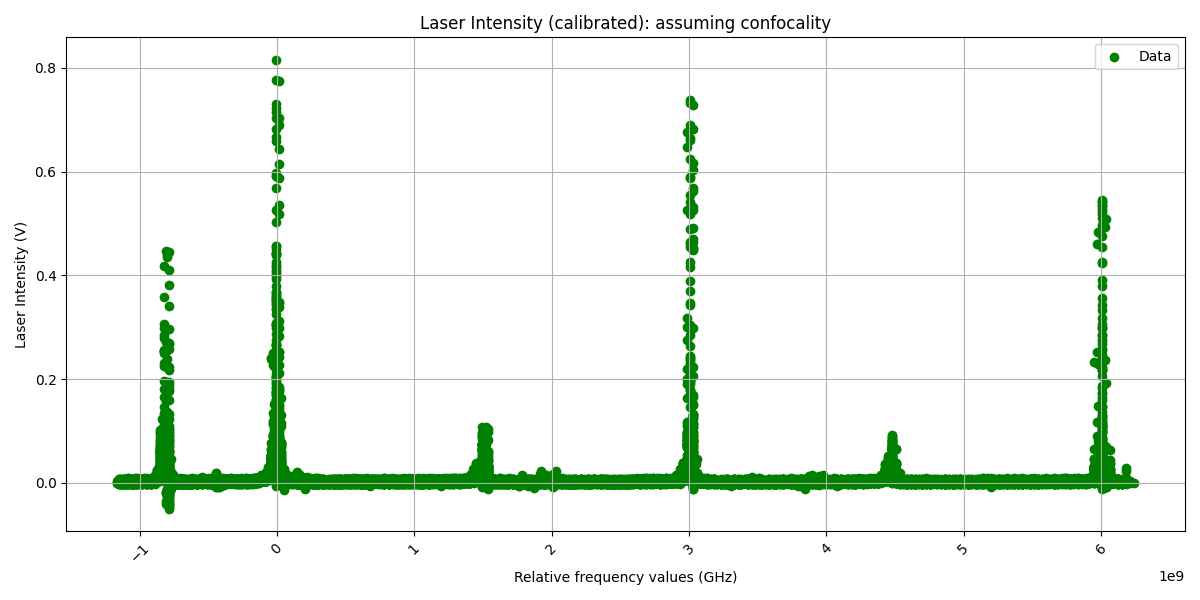 Laser Intensity (calibrated): assuming confocality
Data
Laser Intensity (V)
0.8
0.6
0.4
0.2
0.0
−1
0
1
2
3
4
5
6
1e9
Relative frequency values (GHz)